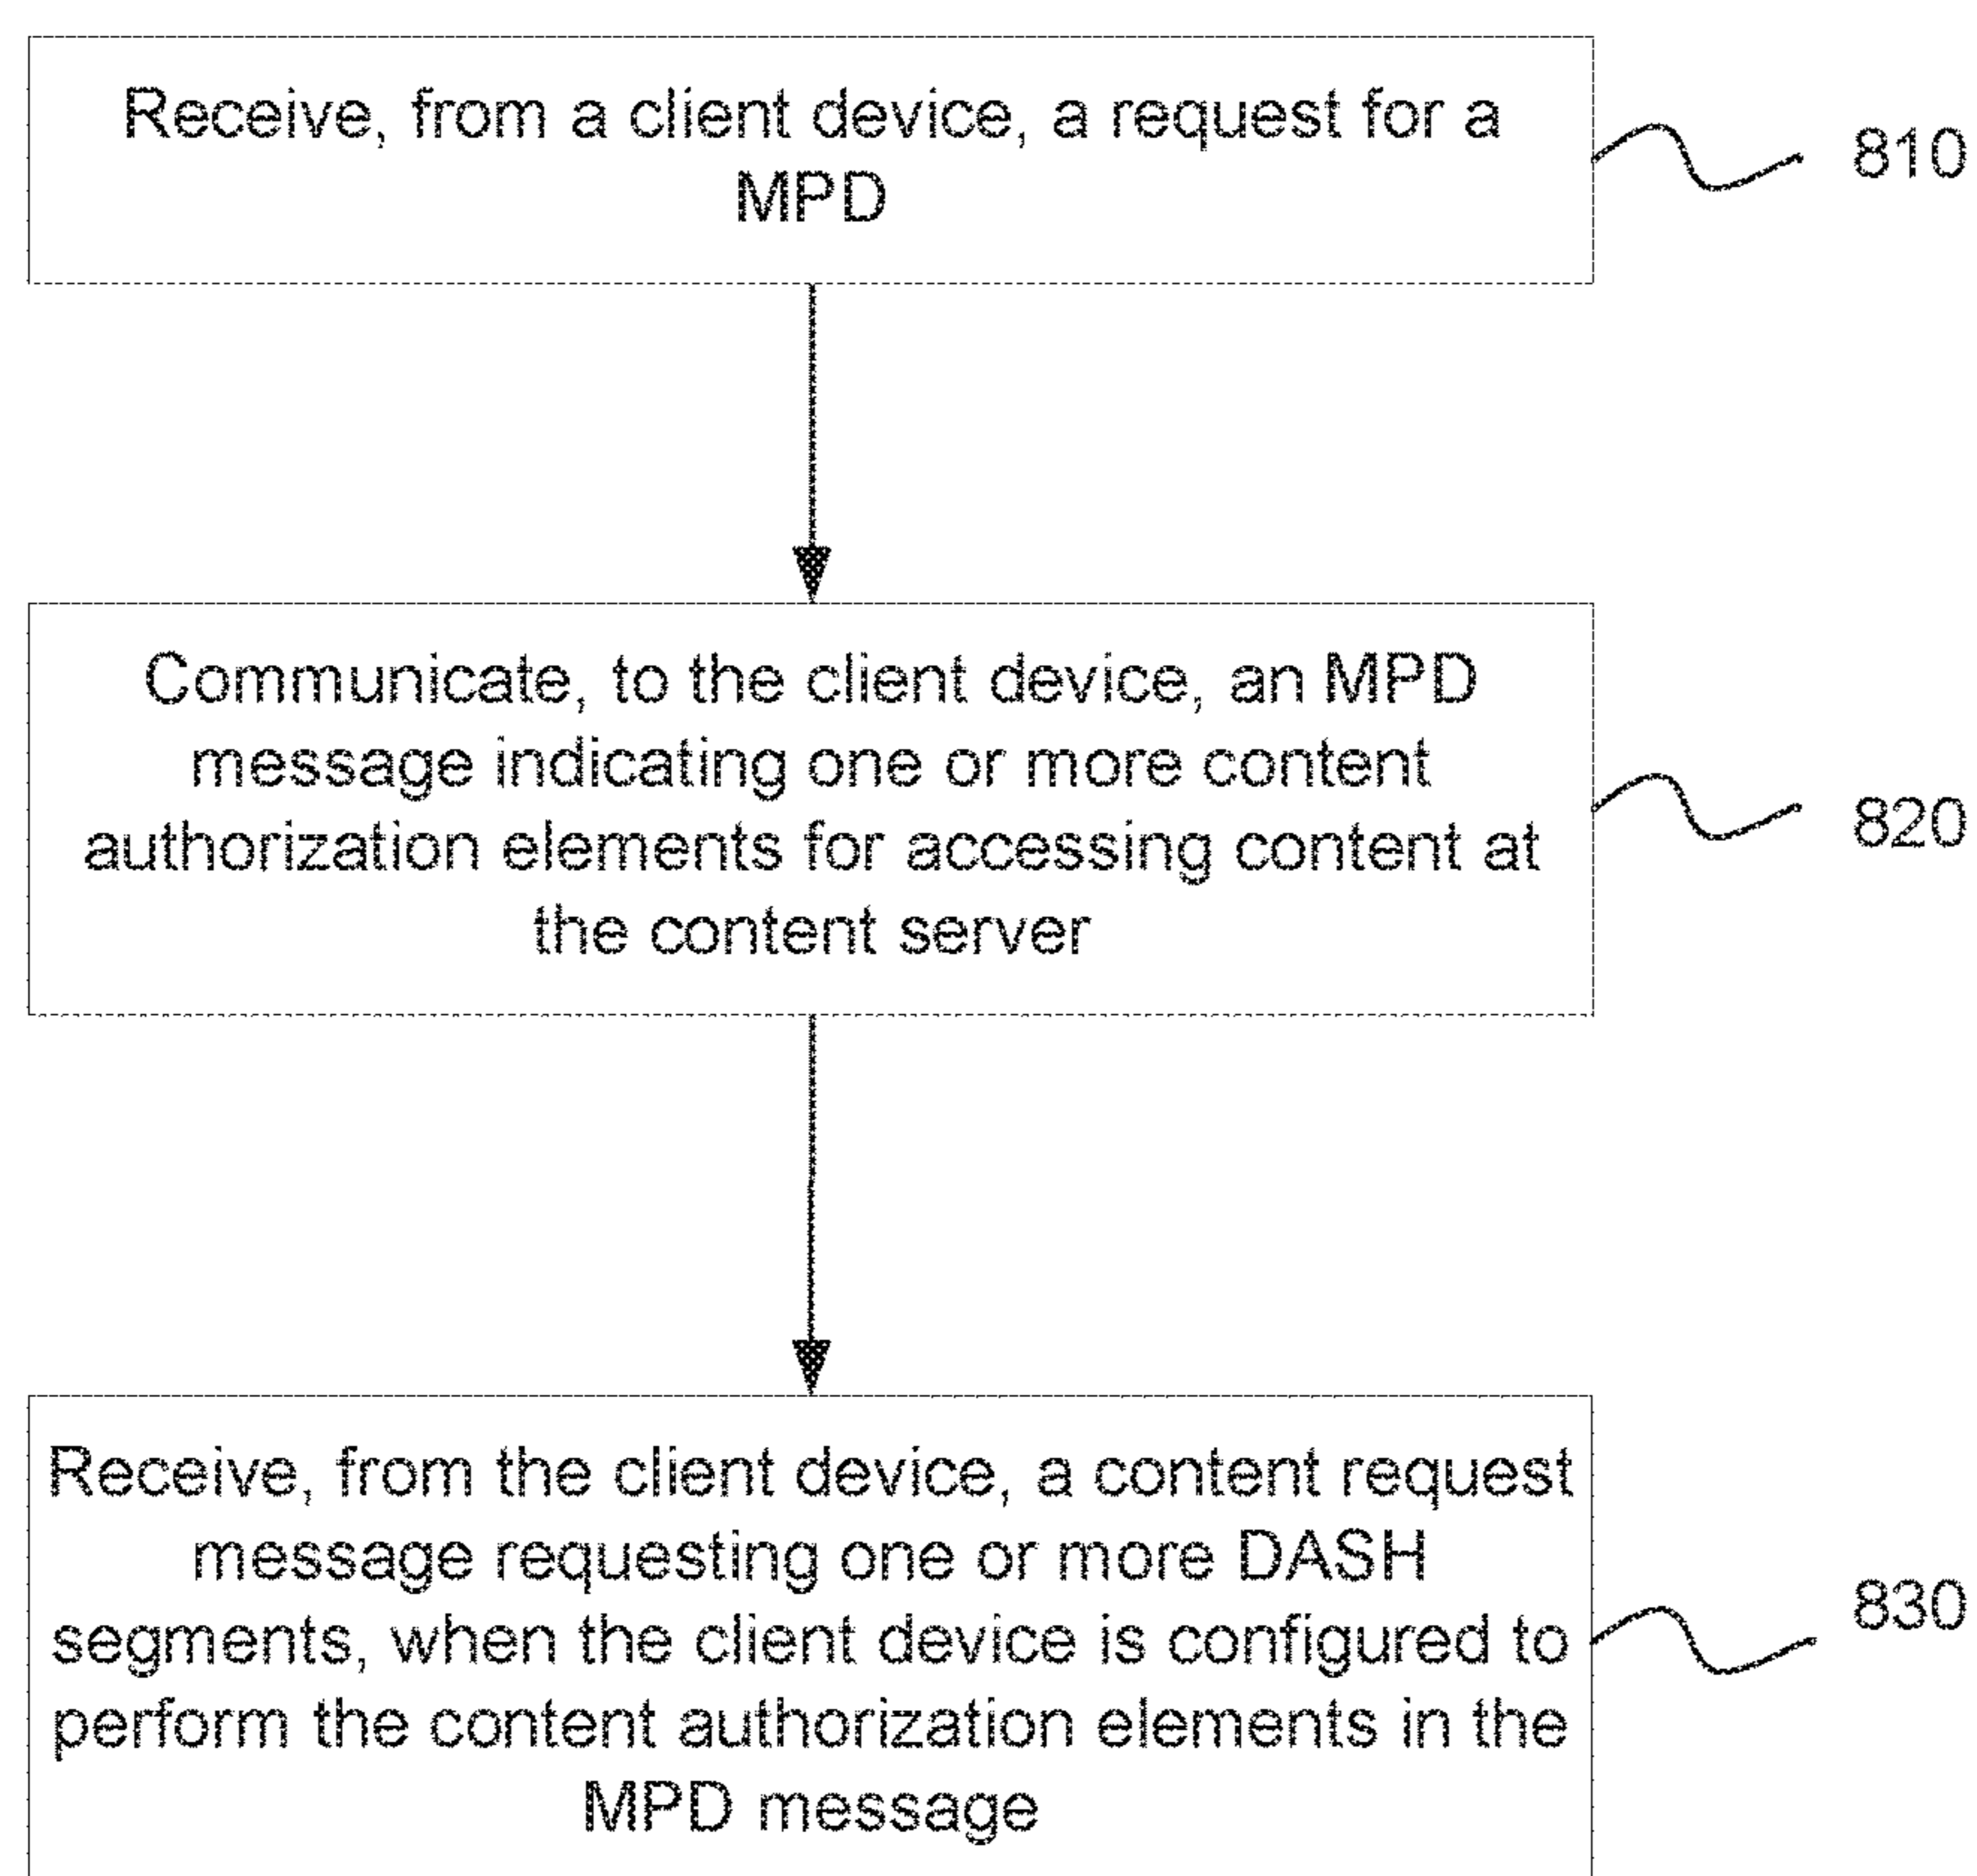 Receive, from a client device, a request for a
MPD
810
Communicate, to the client device, an MPD
message indicating one or more content
authorization elements for accessing content at
the content server
820
Receive, from the client device, a content request
message requesting one or more DASH
segments, when the client device is configured to
perform the content authorization elements in the
MPD message
830